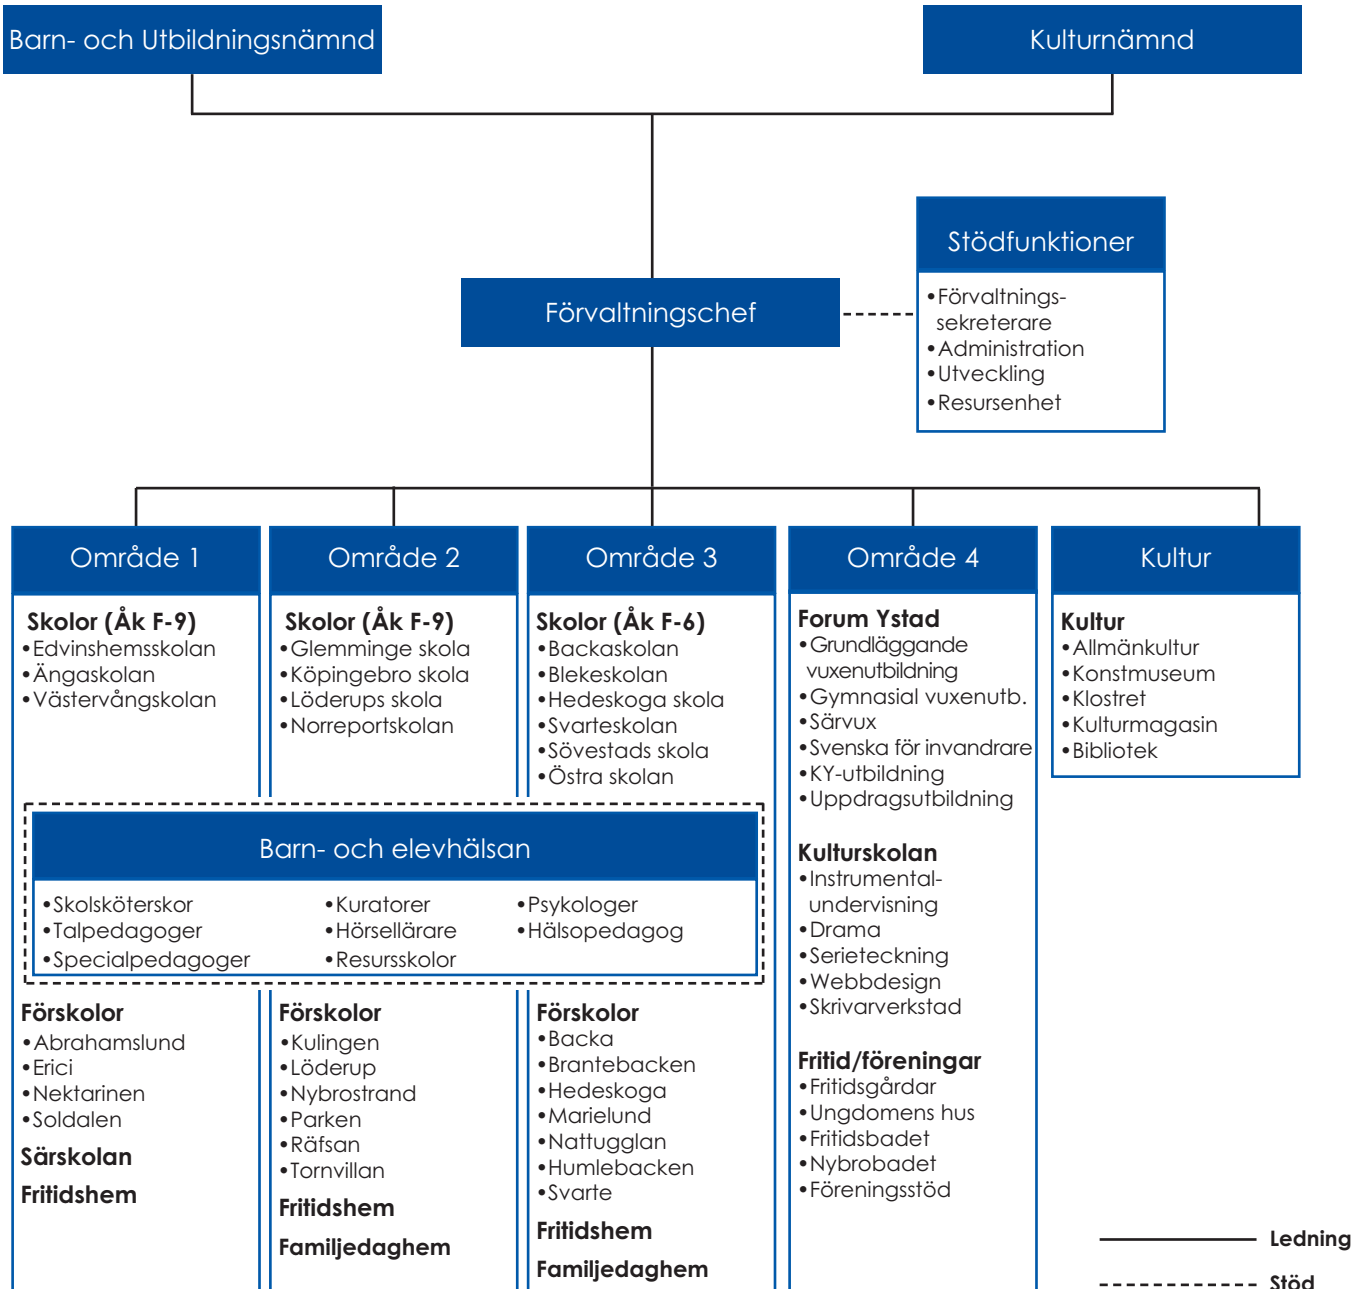 Barn- och Utbildningsnämnd
Kulturnämnd
Stödfunktioner
•Förvaltnings-
sekreterare
•Administration
•Utveckling
•Resursenhet
Förvaltningschef
Område 1
Skolor (Åk F-9)
•Edvinshemsskolan
•Ängaskolan
•Västervångskolan
Område 2
Skolor (Åk F-9)
•Glemminge skola
•Köpingebro skola
•Löderups skola
•Norreportskolan
Område 3
Skolor (Åk F-6)
•Backaskolan
•Blekeskolan
•Hedeskoga skola
•Svarteskolan
•Sövestads skola
•Östra skolan
Barn- och elevhälsan
•Skolsköterskor
•Talpedagoger
•Specialpedagoger
•Kuratorer
•Hörsellärare
•Resursskolor
•Psykologer
•Hälsopedagog
Förskolor
•Abrahamslund
•Erici
•Nektarinen
•Soldalen
Särskolan
Fritidshem
Förskolor
•Kulingen
•Löderup
•Nybrostrand
•Parken
•Räfsan
•Tornvillan
Fritidshem
Familjedaghem
Förskolor
•Backa
•Brantebacken
•Hedeskoga
•Marielund
•Nattugglan
•Humlebacken
•Svarte
Fritidshem
Familjedaghem
Område 4
Forum Ystad
•Grundläggande
vuxenutbildning
•Gymnasial vuxenutb.
•Särvux
•Svenska för invandrare
•KY-utbildning
•Uppdragsutbildning
Kulturskolan
•Instrumental-
undervisning
•Drama
•Serieteckning
•Webbdesign
•Skrivarverkstad
Fritid/föreningar
•Fritidsgårdar
•Ungdomens hus
•Fritidsbadet
•Nybrobadet
•Föreningsstöd
Kultur
Kultur
•Allmänkultur
•Konstmuseum
•Klostret
•Kulturmagasin
•Bibliotek
Ledning
Stöd